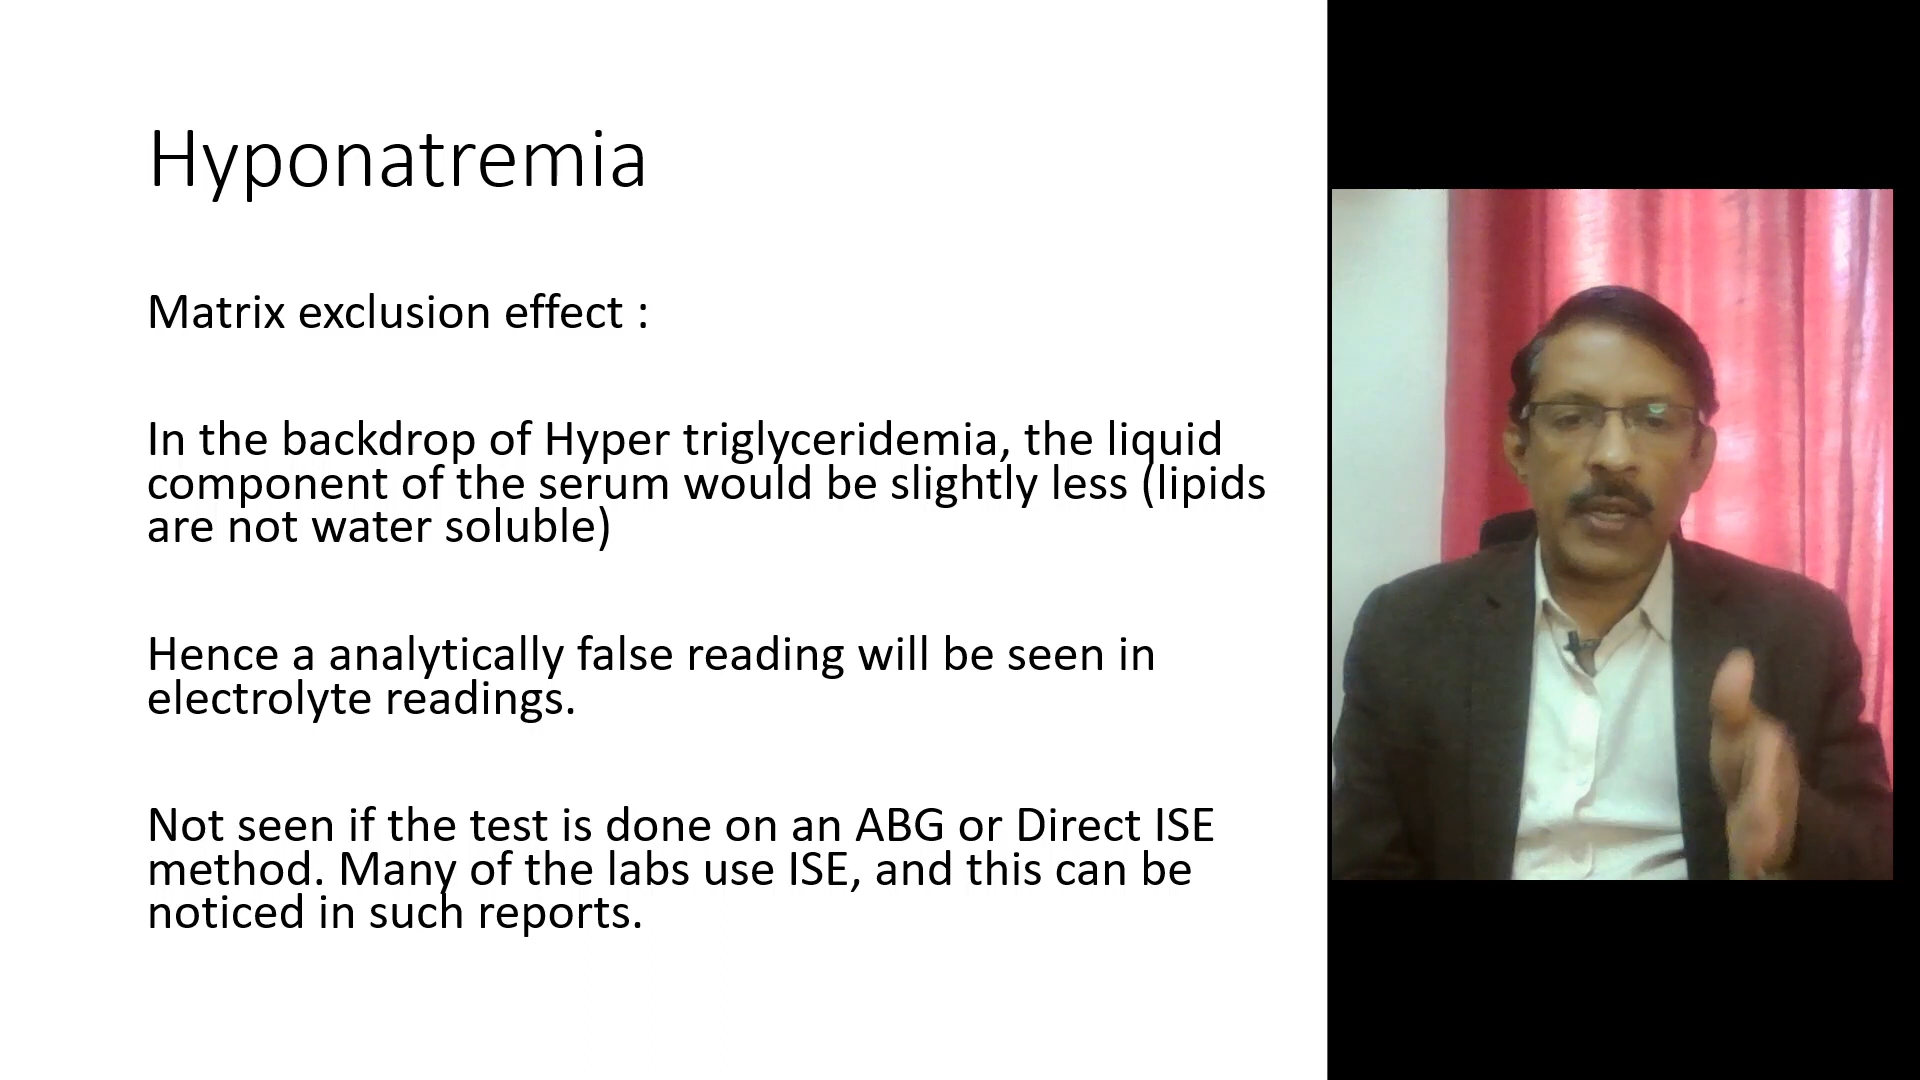 Hyponatremia
Matrix exclusion effect :
In the backdrop of Hyper triglyceridemia, the liquid
component of the serum would be slightly less (lipids
are not water soluble)
Hence a analytically false reading will be seen in
electrolyte readings.
Not seen if the test is done on an ABG or Direct ISE
method. Many of the labs use ISE, and this can be
noticed in such reports.